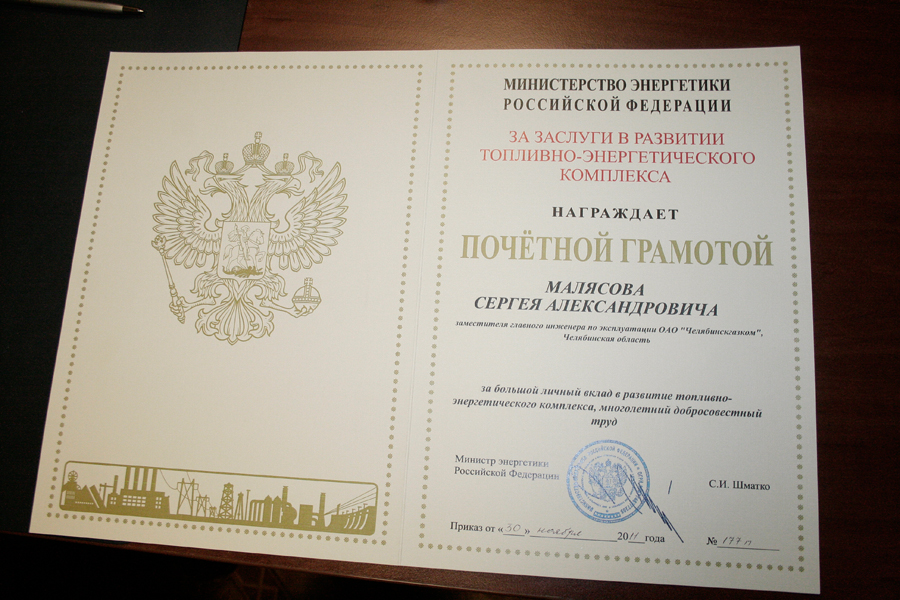 МИНИСТЕРСТВО ЭНЕРГЕТИКИ
РОССИЙСКОЙ ФЕДЕРАЦИИ
ЗА ЗАСЛУГИ В РАЗВИТИИ
ТОПЛИВНО-ЭНЕРГЕТИЧЕСКОГО
КОМПЛЕКСА
НАГРАЖДАЕТ
ПОЧЁТНОЙ ГРАМОТОЙ
МАЛЯСОВА
СЕРГЕЯ АЛЕКСАНДРОВИЧА
заместителя главного инженера по эксплуатации ОАО "Челябинскгазком",
Челябинская область
за большой личный вклад в развитие топливно-
энергетического комплекса, многолетний добросовестный
труд
Министр энергетики
Российской Федерации
С.И. Шматко
Приказ от «30» ноября 2011 года
№ 177п